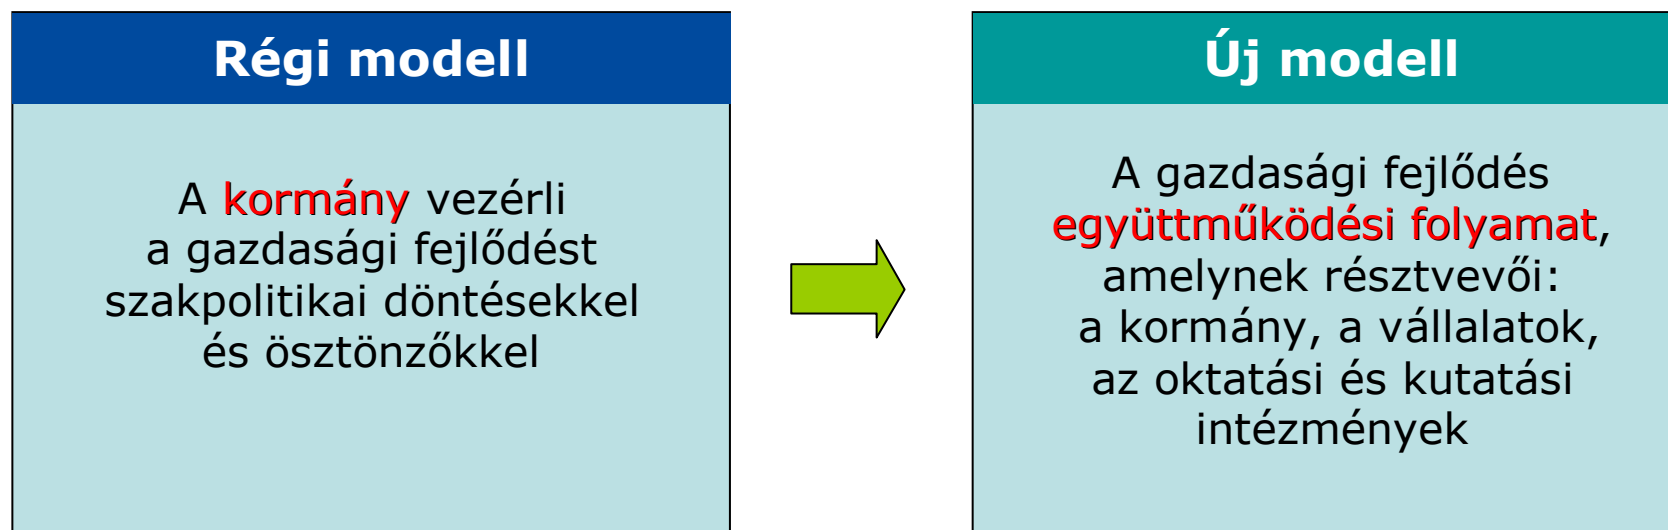 Régi modell
A kormány vezérli
a gazdasági fejlődést
szakpolitikai döntésekkel
és ösztönzőkkel
Új modell
A gazdasági fejlődés
együttműködési folyamat,
amelynek résztvevői:
a kormány, a vállalatok,
az oktatási és kutatási
intézmények